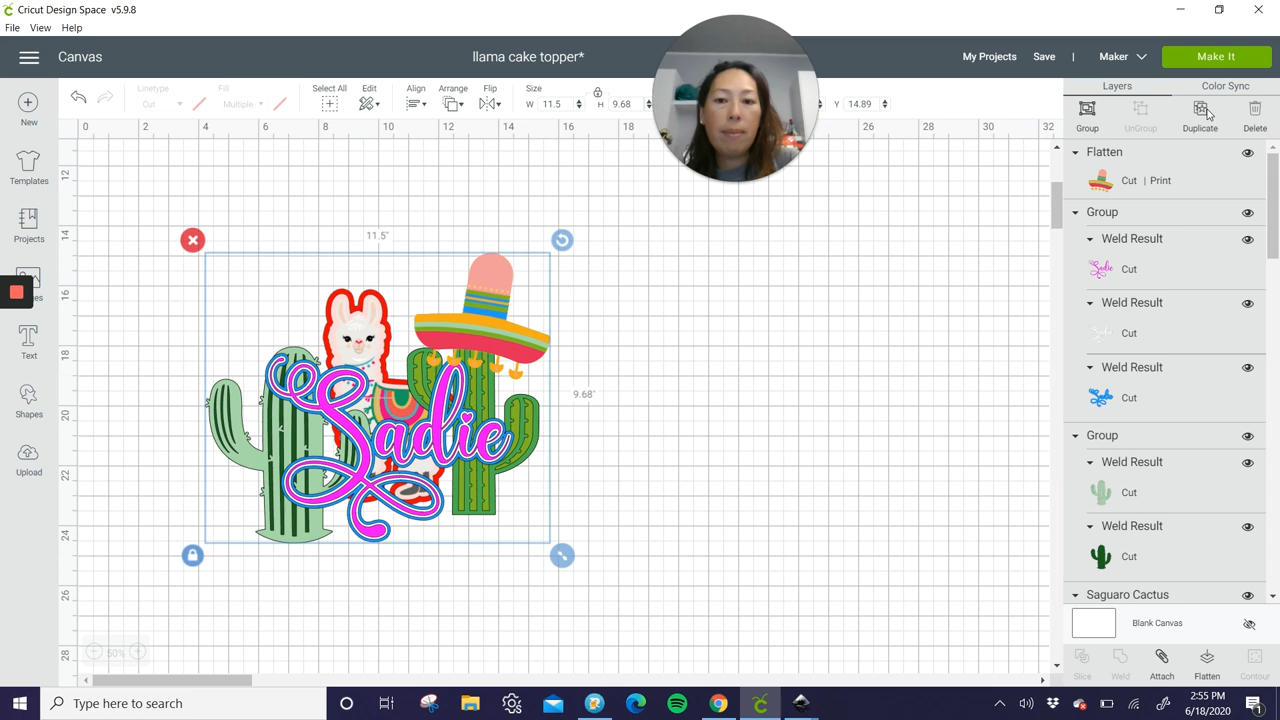 Cricut Design Space v5.9.8
File View Help
Canvas
llama cake topper*
My Projects Save | Maker Make It
Linetype
Cut
Fill
Multiple
Select All
Edit
Align
Arrange
Flip
Size
W 11.5
H 9.68
Y 14.89
Layers Color Sync
Group UnGroup Duplicate Delete
New
Templates
Projects
Text
Shapes
Upload
0 2 4 6 8 10 12 14 16 18 26 28 30 32
12
14
16
18
20
22
24
26
28
11.5"
9.68"
Sadie
50%
Flatten
Cut | Print
Group
Weld Result
Sadie Cut
Weld Result
Sadie Cut
Weld Result
Cut
Group
Weld Result
Cut
Weld Result
Cut
Saguaro Cactus
Blank Canvas
Slice Weld Attach Flatten Contour
Type here to search
2:55 PM
6/18/2020
1